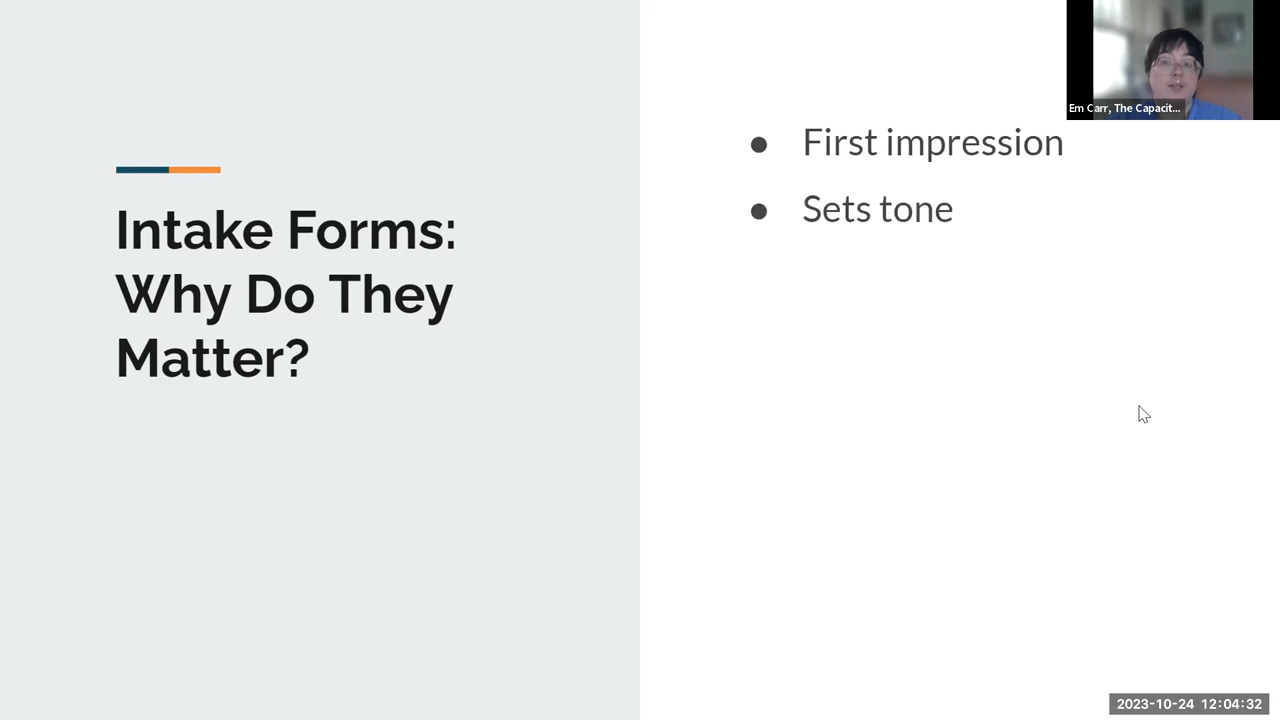 Intake Forms:
Why Do They
Matter?
● First impression
● Sets tone
Em Carr, The Capacit...
2023-10-24 12:04:32